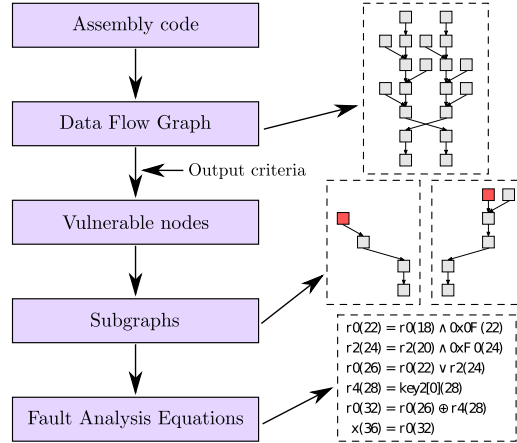 Assembly code
Data Flow Graph
Output criteria
Vulnerable nodes
Subgraphs
Fault Analysis Equations
r0(22) = r0(18) ∧ 0x0F (22)
r2(24) = r2(20) ∧ 0xF 0(24)
r0(26) = r0(22) ∨ r2(24)
r4(28) = key2[0](28)
r0(32) = r0(26) ⊕ r4(28)
x(36) = r0(32)